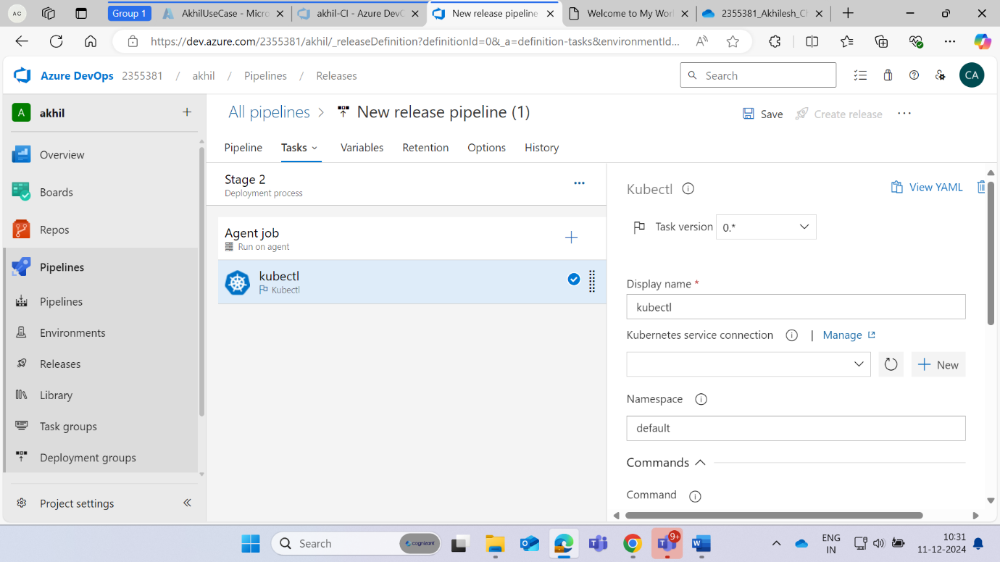 AC
Group 1
AkhilUseCase - Micro
akhil-CI - Azure DevO
New release pipeline
Welcome to My Wor
2355381_Akhilesh_Ch
https://dev.azure.com/2355381/akhil/_releaseDefinition?definitionId=0&_a=definition-tasks&environmentId...
Azure DevOps 2355381 / akhil / Pipelines / Releases
Search
CA
A akhil
All pipelines > New release pipeline (1)
Save Create release
Overview
Boards
Repos
Pipelines
Pipelines
Environments
Releases
Library
Task groups
Deployment groups
Project settings
Pipeline Tasks Variables Retention Options History
Stage 2
Deployment process
Agent job
Run on agent
kubectl
Kubectl
Kubectl
View YAML
Task version 0.*
Display name *
kubectl
Kubernetes service connection | Manage
New
Namespace
default
Commands
Command
Search
cognizant
9+
ENG
IN
10:31
11-12-2024